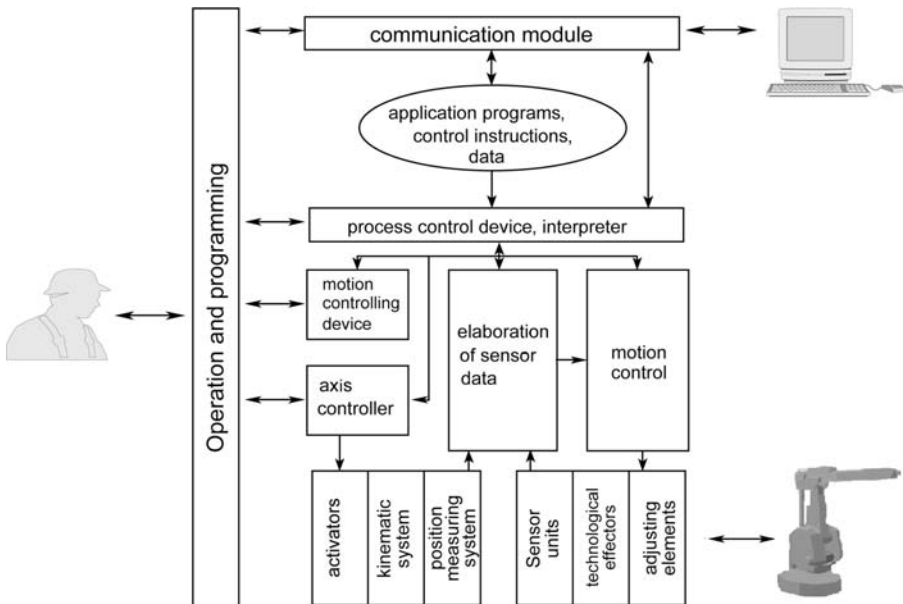 communication module
application programs,
control instructions,
data
Operation and programming
process control device, interpreter
motion
controlling
device
elaboration
of sensor
data
motion
control
axis
controller
activators
kinematic
system
position
measuring
system
Sensor
units
technological
effectors
adjusting
elements